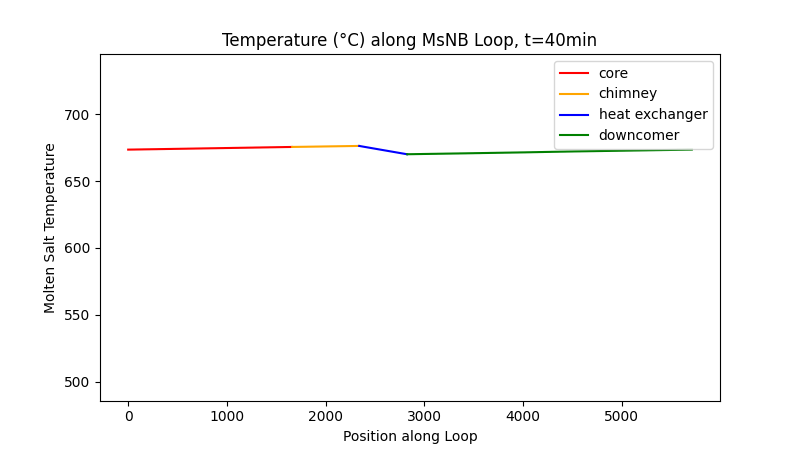 Temperature (°C) along MsNB Loop, t=40min
core
chimney
heat exchanger
downcomer
Molten Salt Temperature
700
650
600
550
500
0 1000 2000 3000 4000 5000
Position along Loop